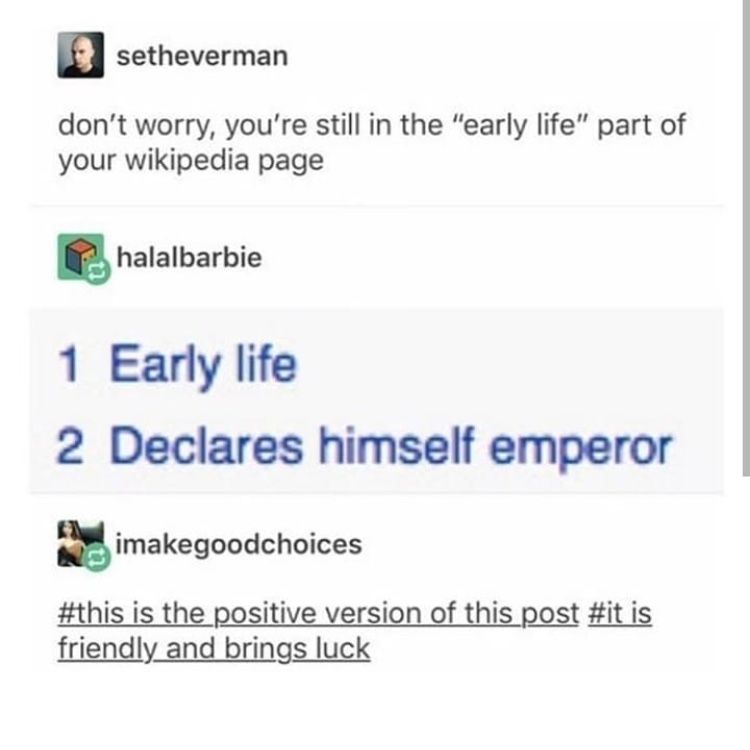 setheverman
don't worry, you're still in the "early life" part of
your wikipedia page
halalbarbie
1 Early life
2 Declares himself emperor
imakegoodchoices
#this is the positive version of this post #it is
friendly and brings luck